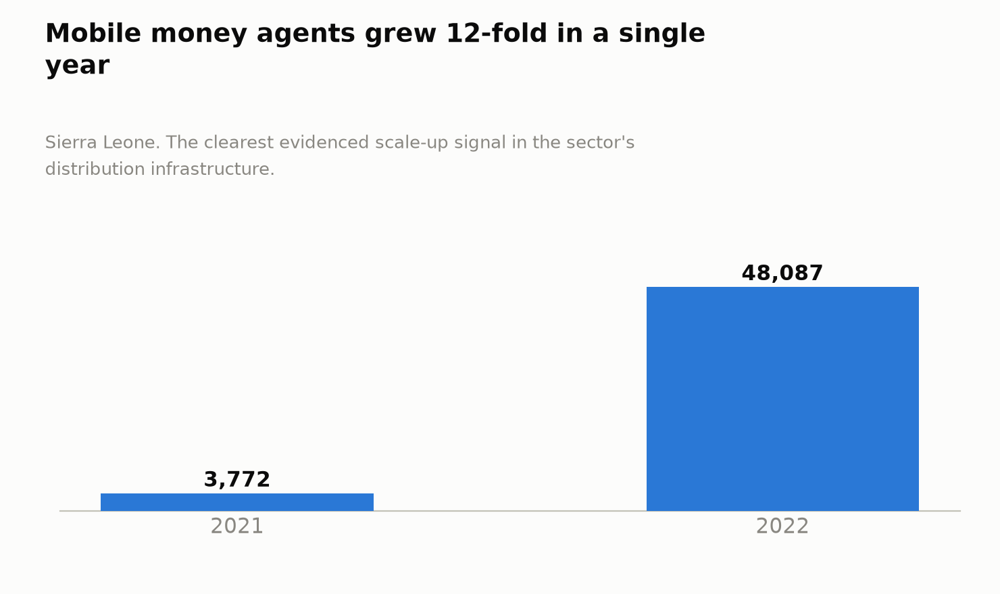 Mobile money agents grew 12-fold in a single
year
Sierra Leone. The clearest evidenced scale-up signal in the sector's
distribution infrastructure.
48,087
3,772
2021
2022